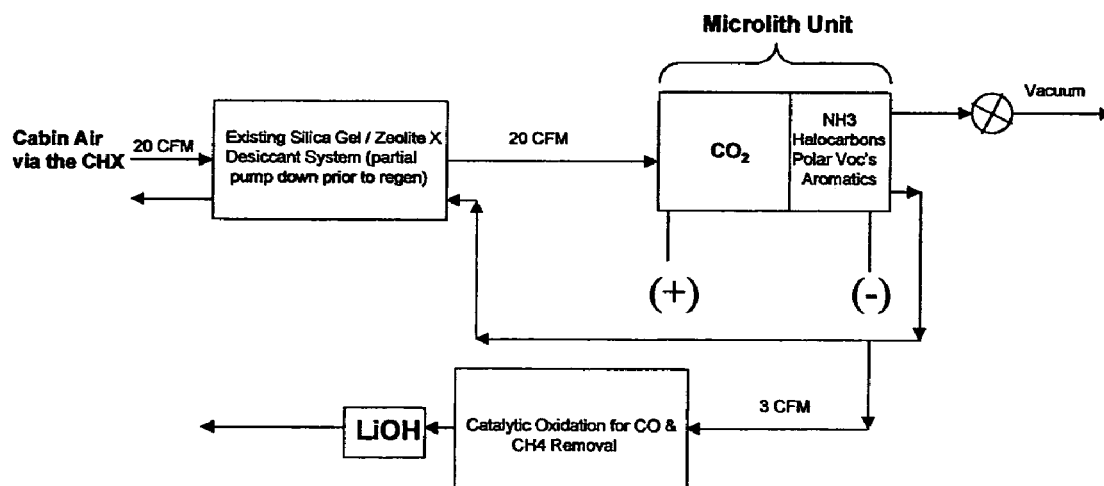 Microlith Unit
Vacuum
Cabin Air
via the CHX
20 CFM
Existing Silica Gel / Zeolite X
Desiccant System (partial
pump down prior to regen)
20 CFM
CO₂
NH3
Halocarbons
Polar Voc's
Aromatics
(+)
(-)
3 CFM
Catalytic Oxidation for CO &
CH4 Removal
LiOH